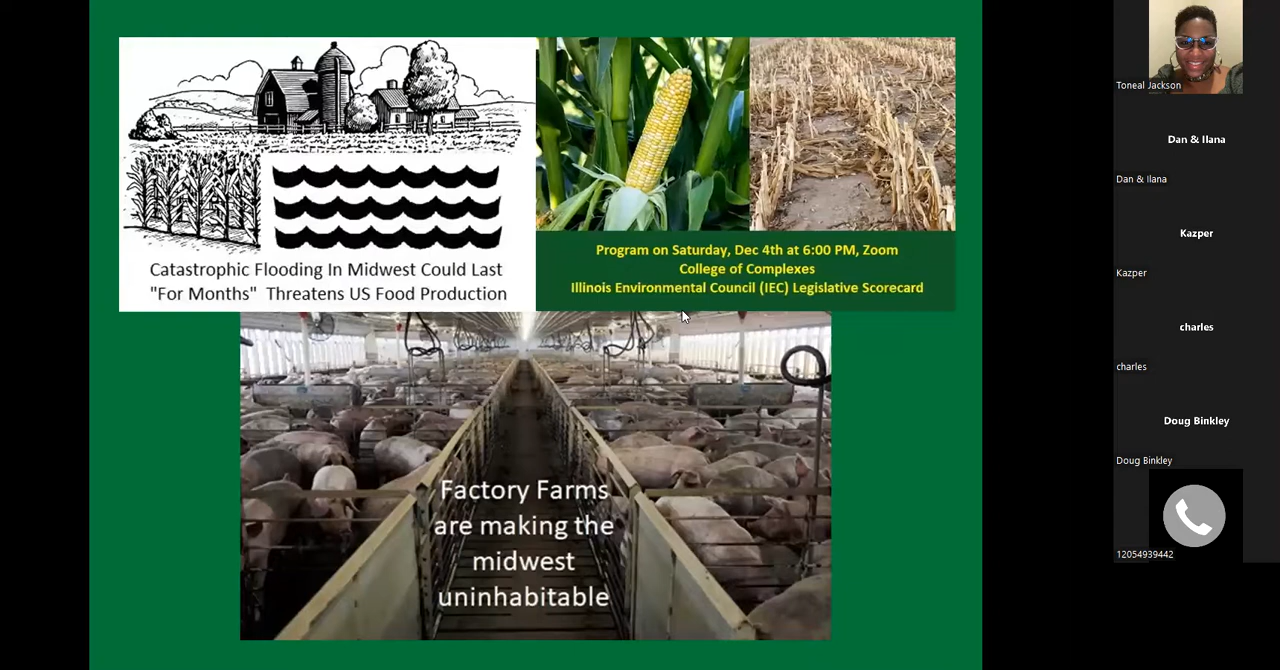 Catastrophic Flooding In Midwest Could Last
"For Months" Threatens US Food Production
Program on Saturday, Dec 4th at 6:00 PM, Zoom
College of Complexes
Illinois Environmental Council (IEC) Legislative Scorecard
Factory Farms
are making the
midwest
uninhabitable
Toneal Jackson
Dan & Ilana
Dan & Ilana
Kazper
Kazper
charles
charles
Doug Binkley
Doug Binkley
12054939442